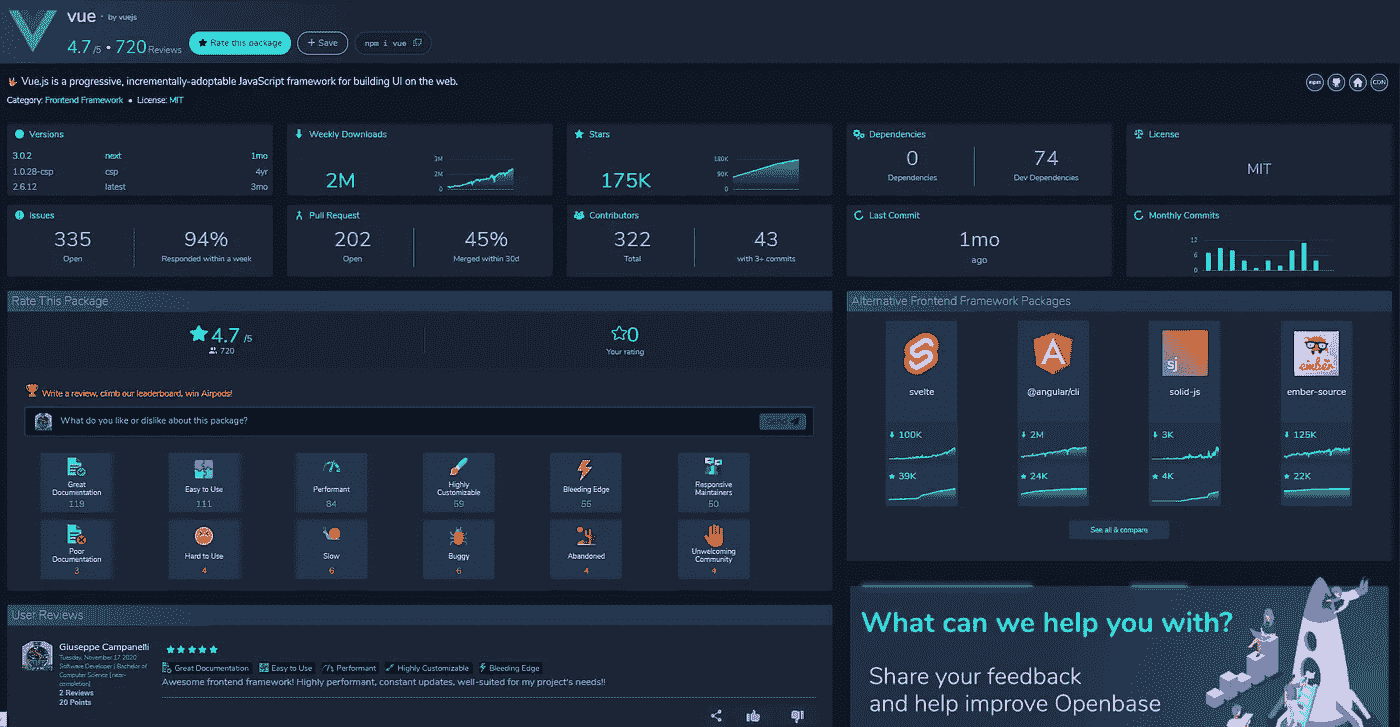 vue · by vuejs
4.7 /5 • 720 Reviews
Rate this package
+ Save
npm i vue
Vue.js is a progressive, incrementally-adoptable JavaScript framework for building UI on the web.
npm
CDN
Category: Frontend Framework • License: MIT
Versions
3.0.2 next 1mo
1.0.28-csp csp 4yr
2.6.12 latest 3mo
Weekly Downloads
2M
3M
2M
0
Stars
175K
180K
90K
0
Dependencies
0
Dependencies
74
Dev Dependencies
License
MIT
Issues
335
Open
94%
Responded within a week
Pull Request
202
Open
45%
Merged within 30d
Contributors
322
Total
43
with 3+ commits
Last Commit
1mo
ago
Monthly Commits
12
6
0
Rate This Package
4.7 /5
720
0
Your rating
Write a review, climb our leaderboard, win Airpods!
What do you like or dislike about this package?
Great
Documentation
119
Easy to Use
111
Performant
84
Highly
Customizable
59
Bleeding Edge
55
Responsive
Maintainers
50
Poor
Documentation
3
Hard to Use
4
Slow
6
Buggy
6
Abandoned
4
Unwelcoming
Community
4
Alternative Frontend Framework Packages
svelte
100K
39K
@angular/cli
2M
24K
sj
solid-js
3K
4K
ember
ember-source
125K
22K
See all & compare
User Reviews
Giuseppe Campanelli
Tuesday, November 17 2020
Software Developer | Bachelor of
Computer Science [near-
completion]
2 Reviews
20 Points
Great Documentation
Easy to Use
Performant
Highly Customizable
Bleeding Edge
Awesome frontend framework! Highly performant, constant updates, well-suited for my project's needs!!
What can we help you with?
Share your feedback
and help improve Openbase